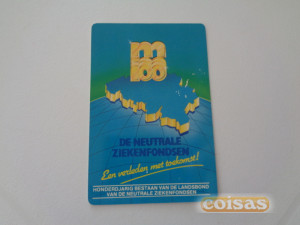 m
100
DE NEUTRALE
ZIEKENFONDSEN
Een verleden met toekomst!
HONDERDJARIG BESTAAN VAN DE LANDSBOND
VAN DE NEUTRALE ZIEKENFONDSEN
coisas